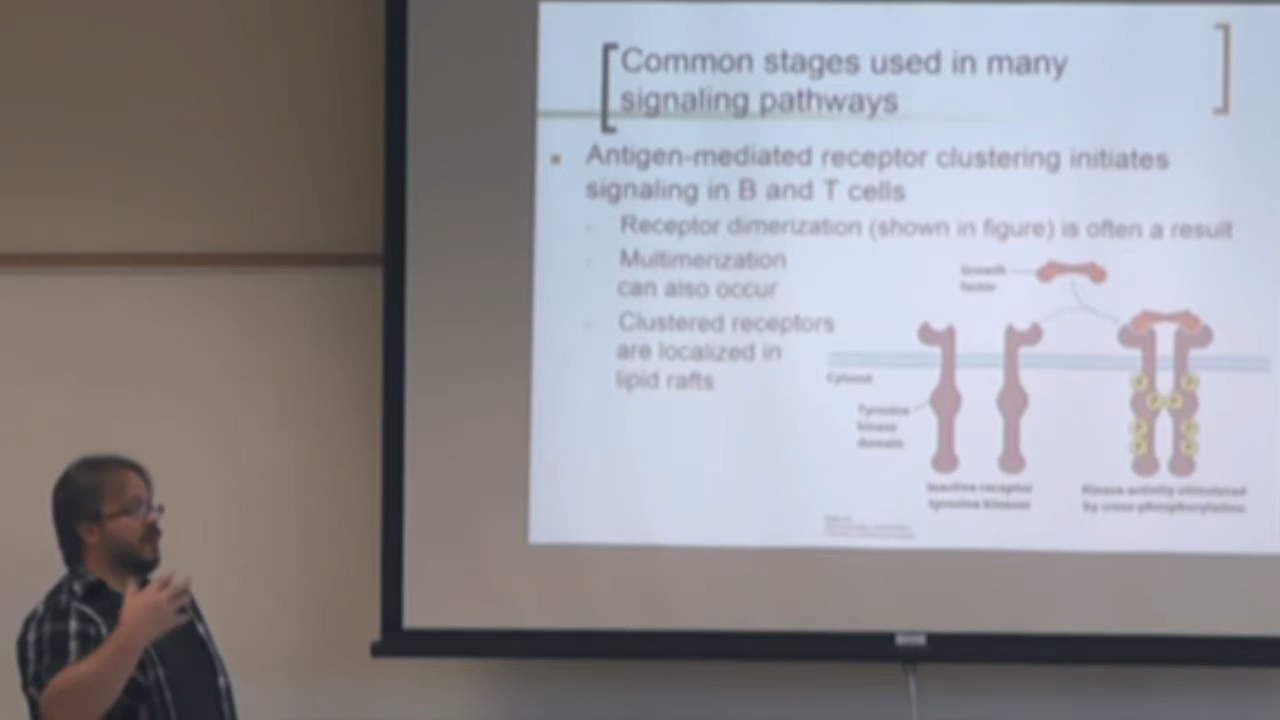 Common stages used in many
signaling pathways
Antigen-mediated receptor clustering initiates
signaling in B and T cells
Receptor dimerization (shown in figure) is often a result
Multimerization
can also occur
Clustered receptors
are localized in
lipid rafts
Growth
factor
Cytosol
Tyrosine
kinase
domain
Inactive receptor
tyrosine kinases
Kinase activity stimulated
by cross-phosphorylation